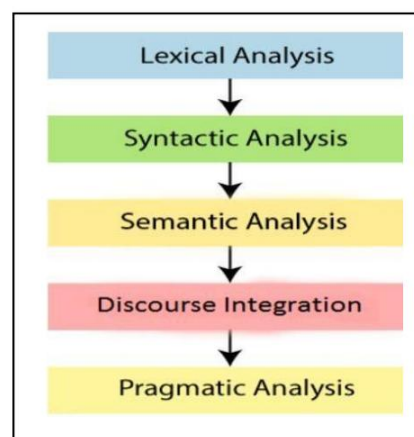 Lexical Analysis
Syntactic Analysis
Semantic Analysis
Discourse Integration
Pragmatic Analysis